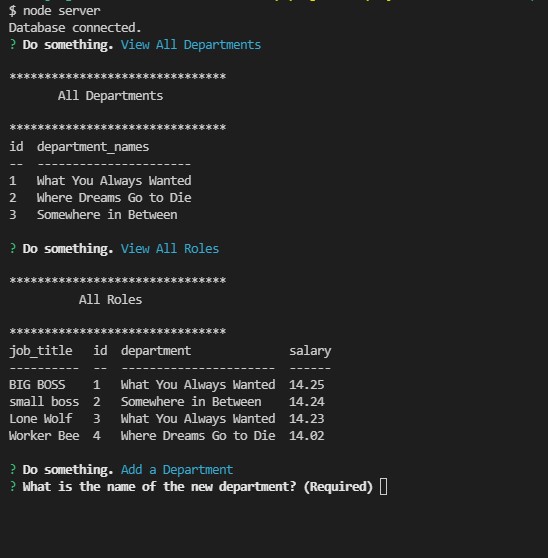 $ node server
Database connected.
? Do something. View All Departments
*******************************
All Departments
*******************************
id  department_names
--  ----------------------
1   What You Always Wanted
2   Where Dreams Go to Die
3   Somewhere in Between
? Do something. View All Roles
*******************************
All Roles
*******************************
job_title   id  department              salary
----------  --  ----------------------  ------
BIG BOSS    1   What You Always Wanted  14.25
small boss  2   Somewhere in Between    14.24
Lone Wolf   3   What You Always Wanted  14.23
Worker Bee  4   Where Dreams Go to Die  14.02
? Do something. Add a Department
? What is the name of the new department? (Required)